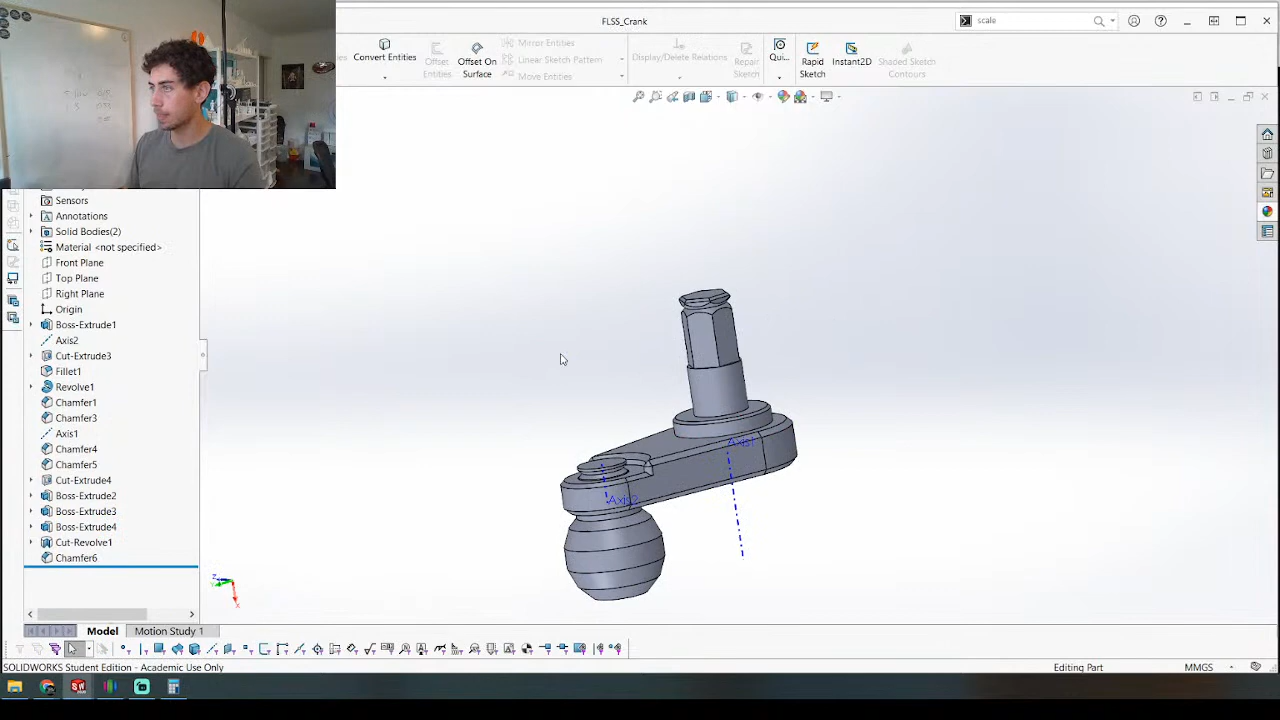 FLSS_Crank
scale
Convert Entities
Offset Entities
Offset On Surface
Mirror Entities
Linear Sketch Pattern
Move Entities
Display/Delete Relations
Repair Sketch
Qui...
Rapid Sketch
Instant2D
Shaded Sketch Contours
Sensors
Annotations
Solid Bodies(2)
Material <not specified>
Front Plane
Top Plane
Right Plane
Origin
Boss-Extrude1
Axis2
Cut-Extrude3
Fillet1
Revolve1
Chamfer1
Chamfer3
Axis1
Chamfer4
Chamfer5
Cut-Extrude4
Boss-Extrude2
Boss-Extrude3
Boss-Extrude4
Cut-Revolve1
Chamfer6
Axis1
Axis2
Z
X
Model
Motion Study 1
SOLIDWORKS Student Edition - Academic Use Only
Editing Part
MMGS